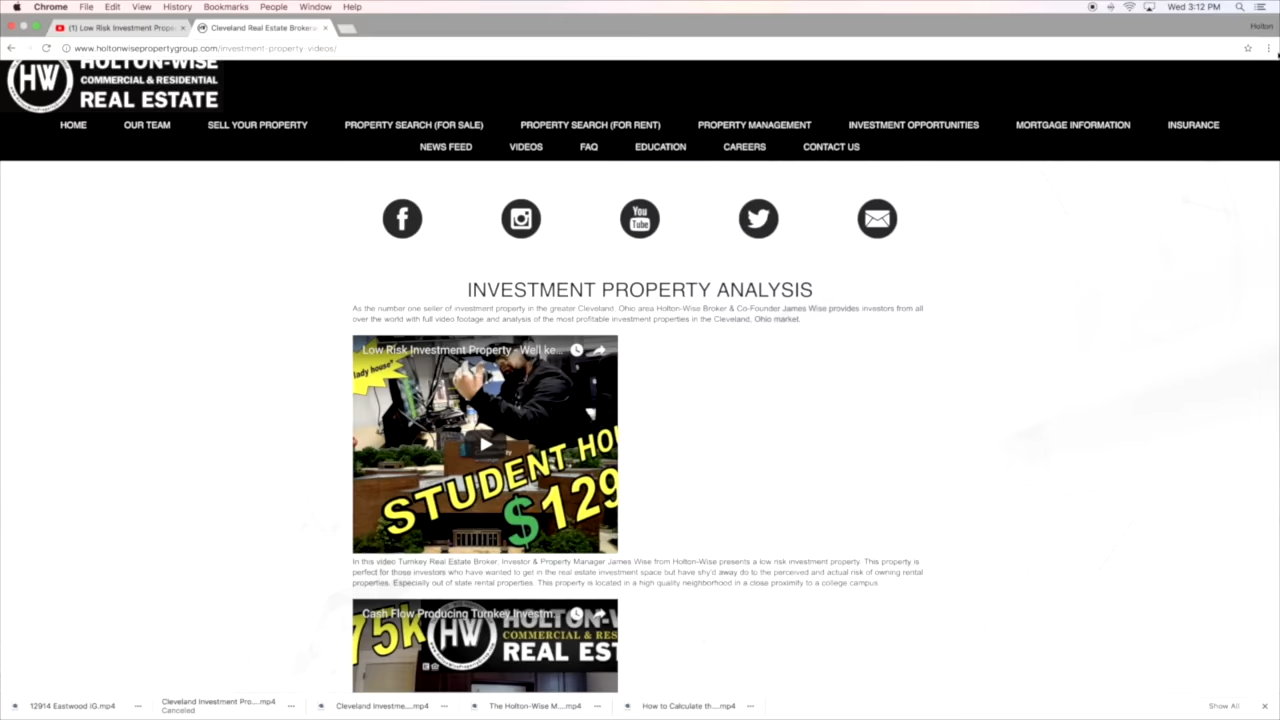 Chrome File Edit View History Bookmarks People Window Help Wed 3:12 PM
(1) Low Risk Investment Prope Cleveland Real Estate Broker Holton
www.holtonwisepropertygroup.com/investment-property-videos/
HW
HOLTON-WISE
COMMERCIAL & RESIDENTIAL
REAL ESTATE
HOME OUR TEAM SELL YOUR PROPERTY PROPERTY SEARCH (FOR SALE) PROPERTY SEARCH (FOR RENT) PROPERTY MANAGEMENT INVESTMENT OPPORTUNITIES MORTGAGE INFORMATION INSURANCE
NEWS FEED VIDEOS FAQ EDUCATION CAREERS CONTACT US
You
Tube
INVESTMENT PROPERTY ANALYSIS
As the number one seller of investment property in the greater Cleveland, Ohio area Holton-Wise Broker & Co-Founder James Wise provides investors from all
over the world with full video footage and analysis of the most profitable investment properties in the Cleveland, Ohio market.
Low Risk Investment Property - Well ke...
lady house"
STUDENT HO
$129
In this video Turnkey Real Estate Broker, Investor & Property Manager James Wise from Holton-Wise presents a low risk investment property. This property is
perfect for those investors who have wanted to get in the real estate investment space but have shy'd away do to the perceived and actual risk of owning rental
properties. Especially out of state rental properties. This property is located in a high quality neighborhood in a close proximity to a college campus
Cash Flow Producing Turnkey Investm...
75k
HW
HOLTON-W
COMMERCIAL & RES
REAL EST
12914 Eastwood IG.mp4 Cleveland Investment Pro....mp4 Cleveland Investme....mp4 The Holton-Wise M....mp4 How to Calculate th....mp4 Show All
Canceled